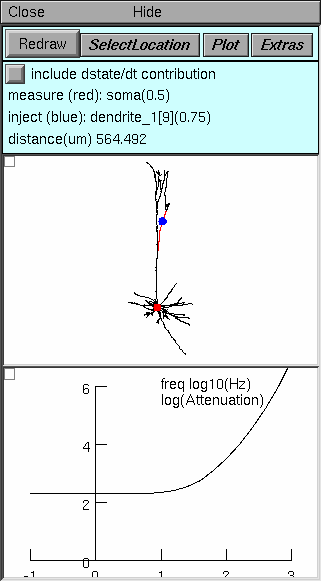 Close Hide
Redraw SelectLocation Plot Extras
include dstate/dt contribution
measure (red): soma(0.5)
inject (blue): dendrite_1[9](0.75)
distance(um) 564.492
freq log10(Hz)
log(Attenuation)
6
4
2
0
-1 0 1 2 3